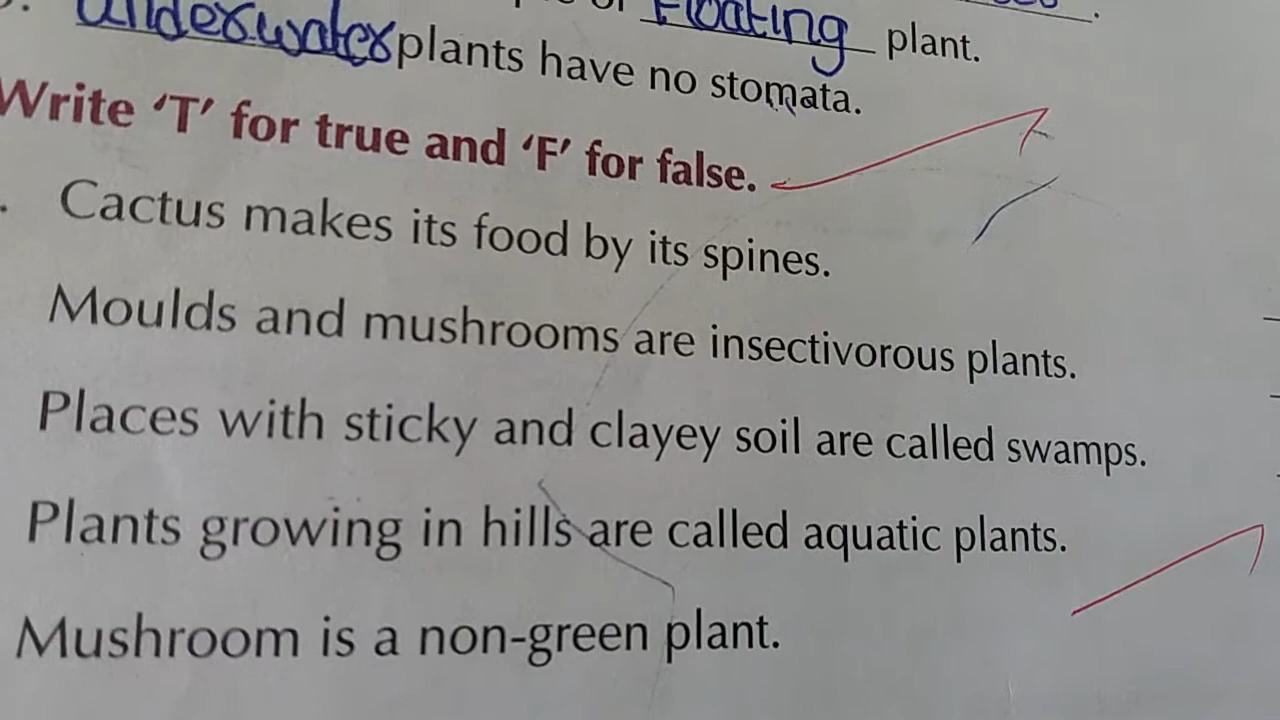 Floating plant.
Underwater plants have no stomata.
Write 'T' for true and 'F' for false.
Cactus makes its food by its spines.
Moulds and mushrooms are insectivorous plants.
Places with sticky and clayey soil are called swamps.
Plants growing in hills are called aquatic plants.
Mushroom is a non-green plant.